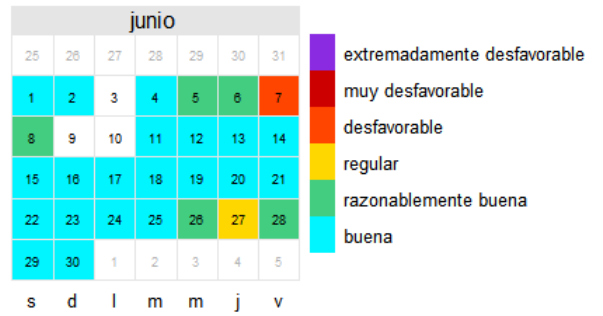 junio
25 26 27 28 29 30 31
1 2 3 4 5 6 7
8 9 10 11 12 13 14
15 16 17 18 19 20 21
22 23 24 25 26 27 28
29 30 1 2 3 4 5
s d l m m j v
extremadamente desfavorable
muy desfavorable
desfavorable
regular
razonablemente buena
buena